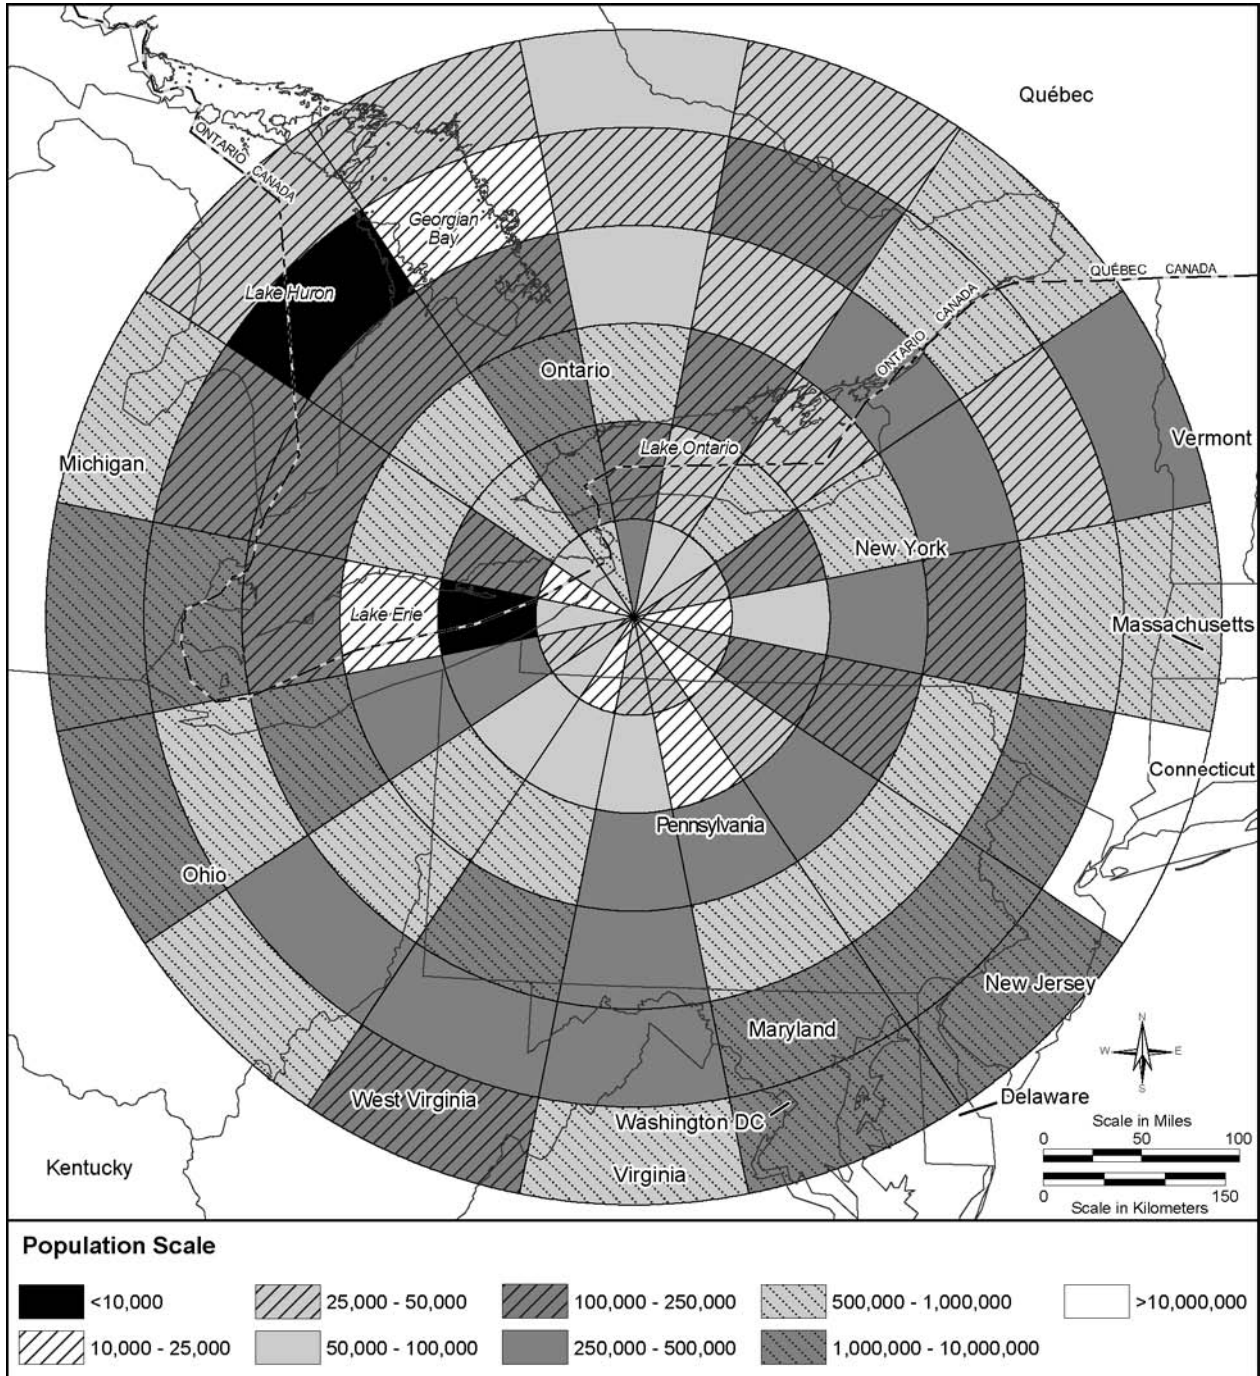 Québec
ONTARIO CANADA
Georgian
Bay
Lake Huron
QUÉBEC CANADA
ONTARIO CANADA
Ontario
Vermont
Lake Ontario
Michigan
New York
Lake Erie
Massachusetts
Connecticut
Pennsylvania
Ohio
New Jersey
N
Maryland
W E
S
West Virginia
Washington DC
Delaware
Scale in Miles
0 50 100
Kentucky
Virginia
0 150
Scale in Kilometers
Population Scale
<10,000
25,000 - 50,000
100,000 - 250,000
500,000 - 1,000,000
>10,000,000
10,000 - 25,000
50,000 - 100,000
250,000 - 500,000
1,000,000 - 10,000,000